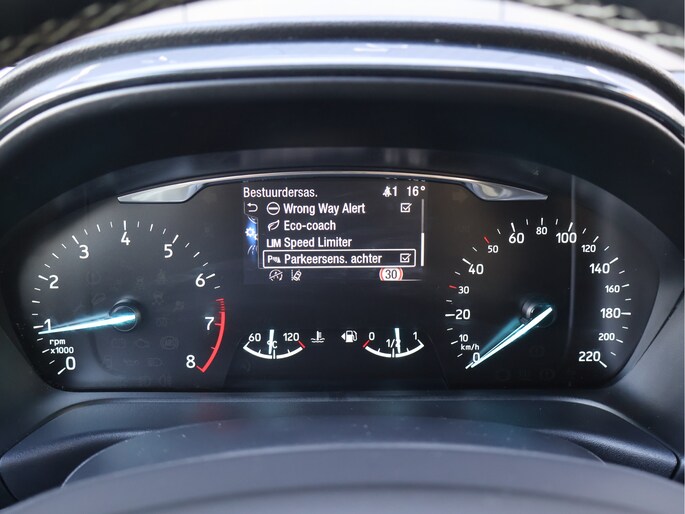 Bestuurdersas. 1 16°
Wrong Way Alert
Eco-coach
LIM Speed Limiter
P Parkeersens. achter
30
0 1 2 3 4 5 6 7 8
rpm
x1000
60 °C 120
0 1/2 1
0 10 20 30 40 50 60 80 100 120 140 160 180 200 220
km/h